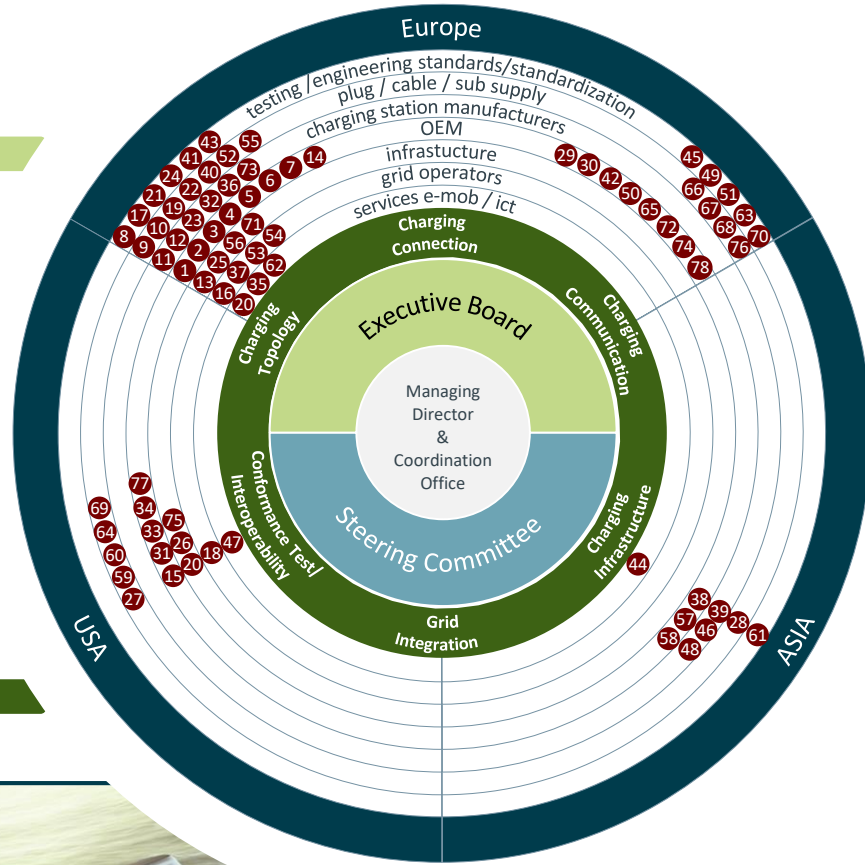 Europe
testing /engineering standards/standardization
plug / cable / sub supply
charging station manufacturers
OEM
infrastucture
grid operators
services e-mob / ict
43 55
41 52
24 40 73 14
21 22 36 7
17 19 32 5 6
8 10 23 4
9 12 3 71
11 2 56 54
1 25 53
13 37 62
16 35
20
29
30
42
50
65
72
74
78
45
49
66 51
67 63
68 70
76
Charging
Connection
Charging
Topology
Charging
Communication
Executive Board
Managing
Director
&
Coordination
Office
Steering Committee
Conformance Test/
Interoperability
Charging
Infrastructure
Grid
Integration
77
69 34 75
64 33 26 47
60 31 20 18
59 15
27
44
38
57 39
58 46 28
48 61
USA
ASIA